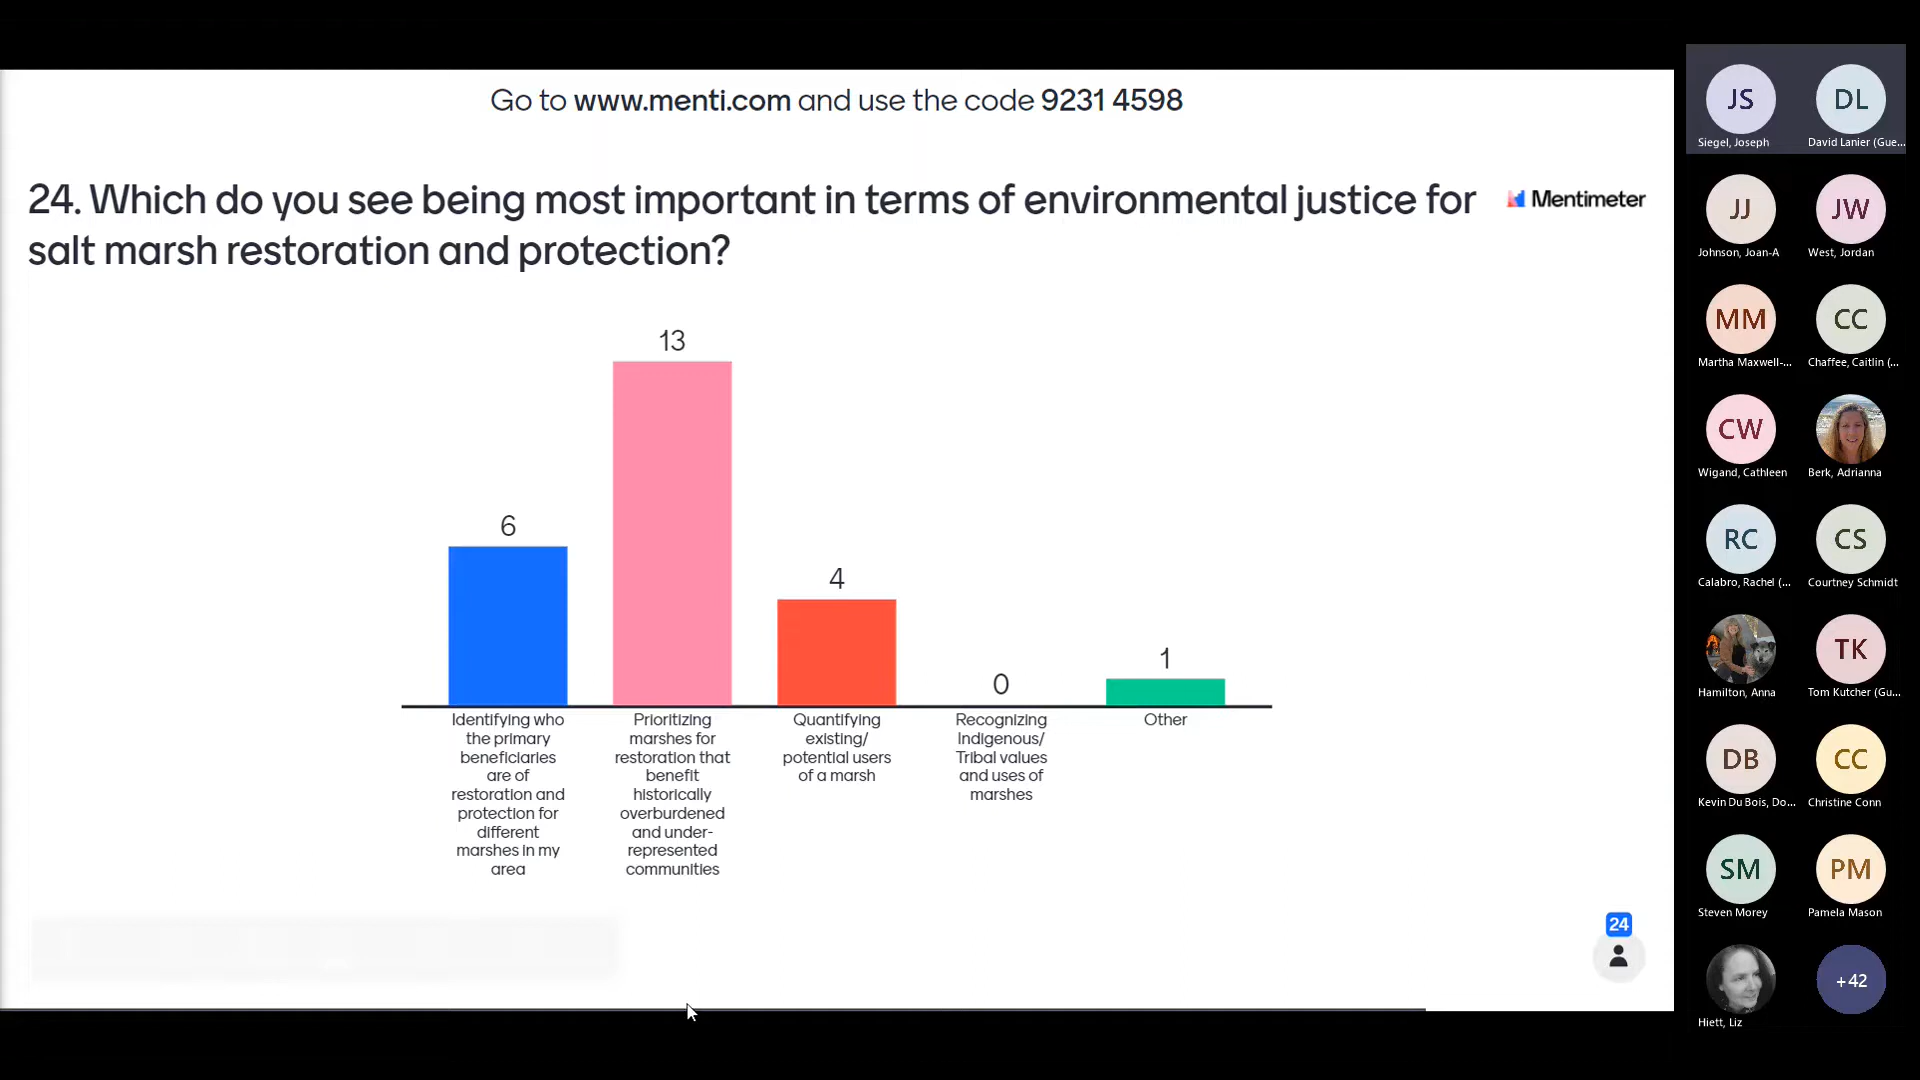 Go to www.menti.com and use the code 9231 4598
24. Which do you see being most important in terms of environmental justice for
salt marsh restoration and protection?
Mentimeter
6
13
4
0
1
Identifying who
the primary
beneficiaries
are of
restoration and
protection for
different
marshes in my
area
Prioritizing
marshes for
restoration that
benefit
historically
overburdened
and under-
represented
communities
Quantifying
existing/
potential users
of a marsh
Recognizing
Indigenous/
Tribal values
and uses of
marshes
Other
24
JS
Siegel, Joseph
DL
David Lanier (Gue...
JJ
Johnson, Joan-A
JW
West, Jordan
MM
Martha Maxwell-...
CC
Chaffee, Caitlin (...
CW
Wigand, Cathleen
Berk, Adrianna
RC
Calabro, Rachel (...
CS
Courtney Schmidt
Hamilton, Anna
TK
Tom Kutcher (Gu...
DB
Kevin Du Bois, Do...
CC
Christine Conn
SM
Steven Morey
PM
Pamela Mason
Hiett, Liz
+42